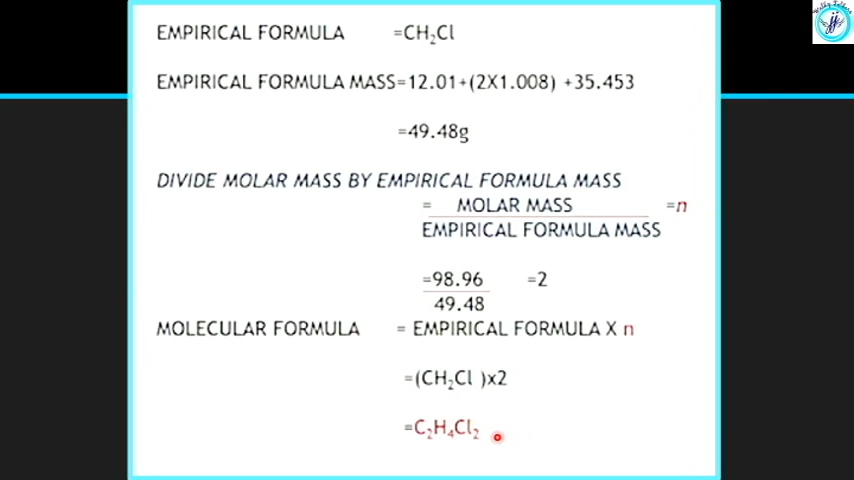 EMPIRICAL FORMULA =CH₂Cl
EMPIRICAL FORMULA MASS=12.01+(2X1.008) +35.453
=49.48g
DIVIDE MOLAR MASS BY EMPIRICAL FORMULA MASS
= MOLAR MASS =n
EMPIRICAL FORMULA MASS
=98.96 =2
49.48
MOLECULAR FORMULA = EMPIRICAL FORMULA X n
=(CH₂Cl )x2
=C₂H₄Cl₂